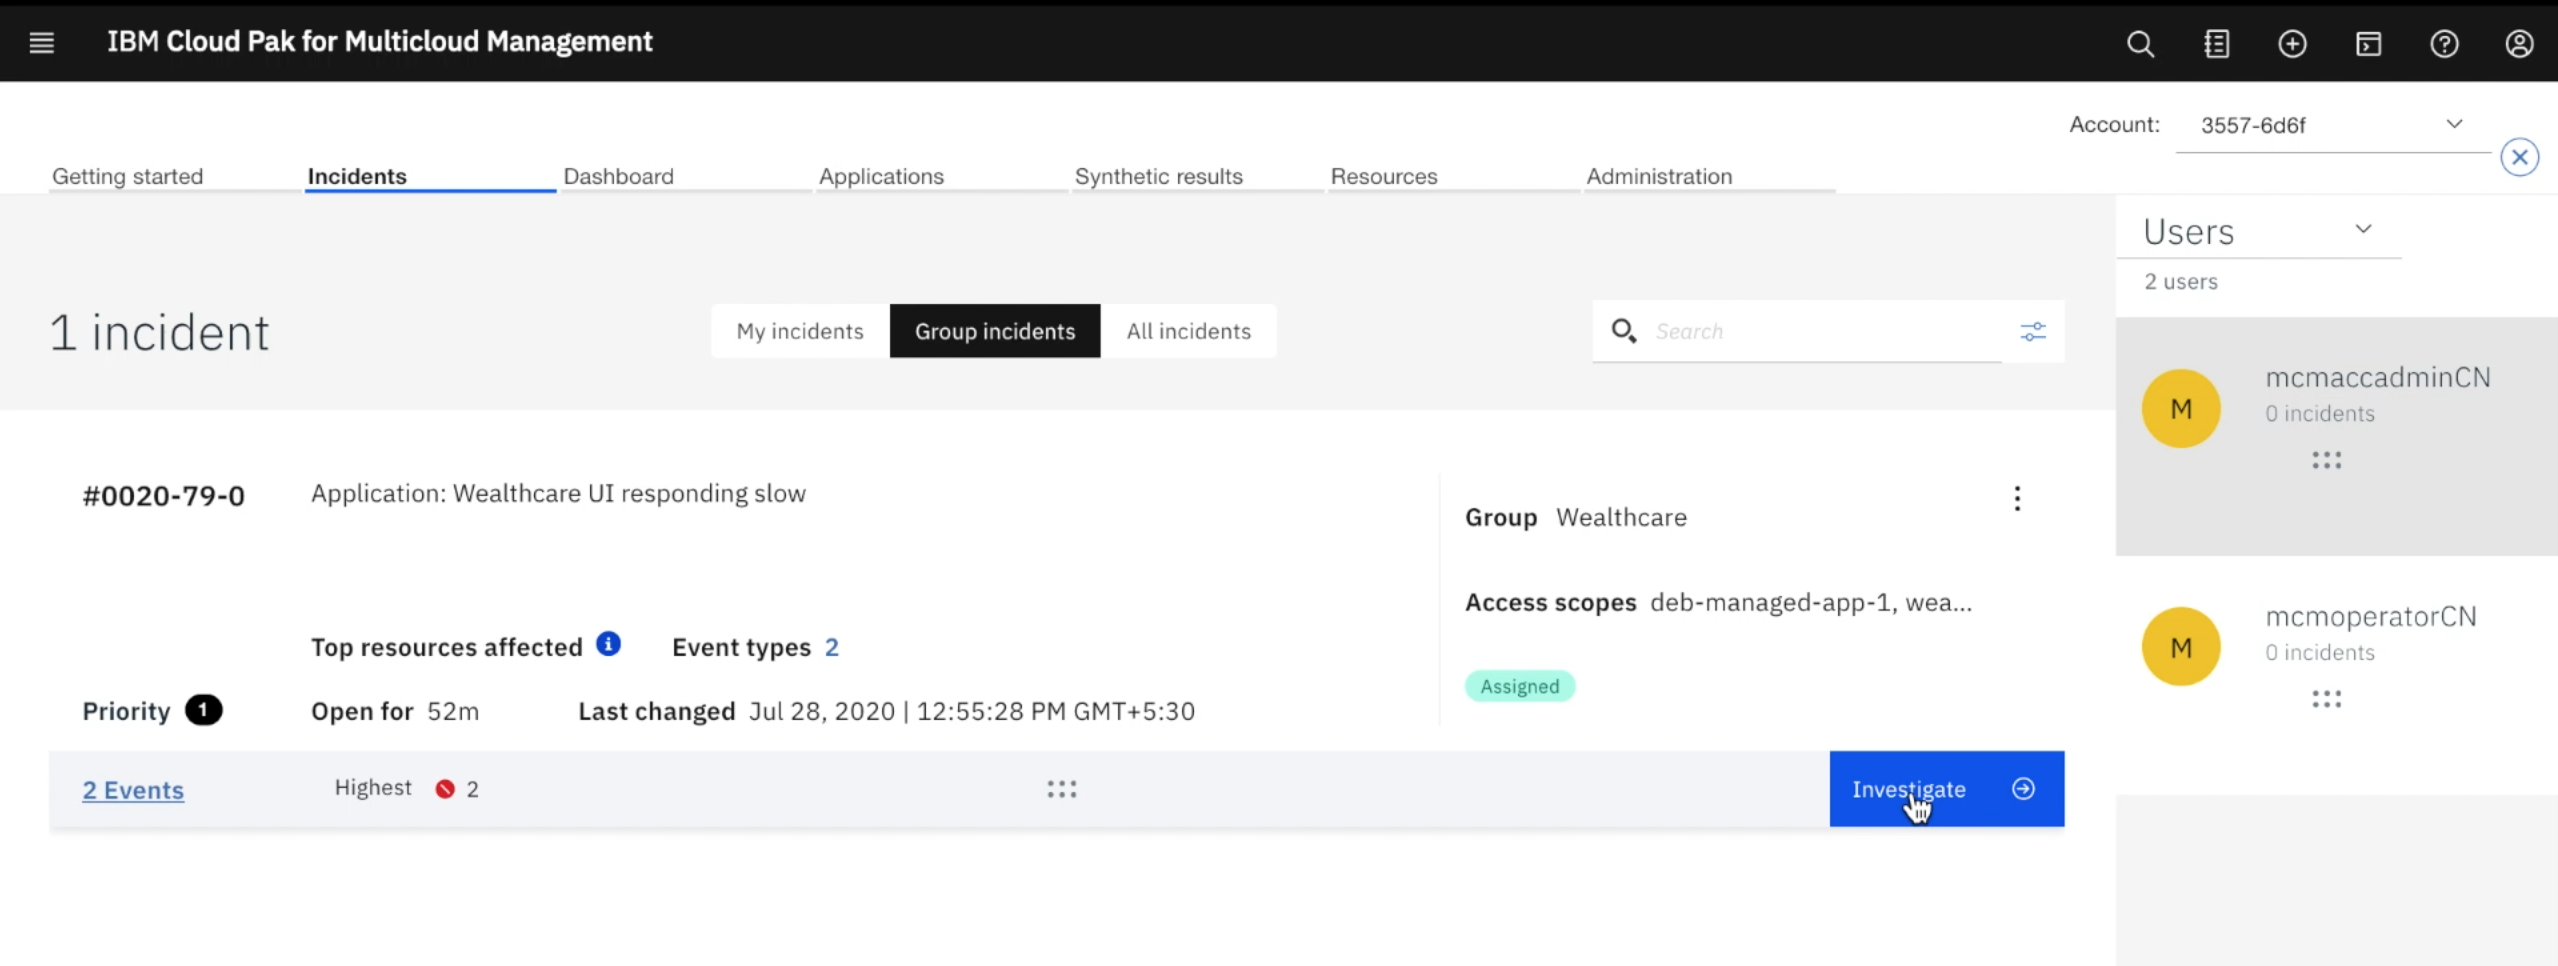 IBM Cloud Pak for Multicloud Management
Account: 3557-6d6f
Getting started Incidents Dashboard Applications Synthetic results Resources Administration
Users
2 users
1 incident
My incidents Group incidents All incidents
Search
mcmaccadminCN
M
0 incidents
#0020-79-0 Application: Wealthcare UI responding slow
Group Wealthcare
Access scopes deb-managed-app-1, wea...
mcmoperatorCN
M
0 incidents
Top resources affected i Event types 2
Assigned
Priority 1 Open for 52m Last changed Jul 28, 2020 | 12:55:28 PM GMT+5:30
2 Events Highest 2 Investigate